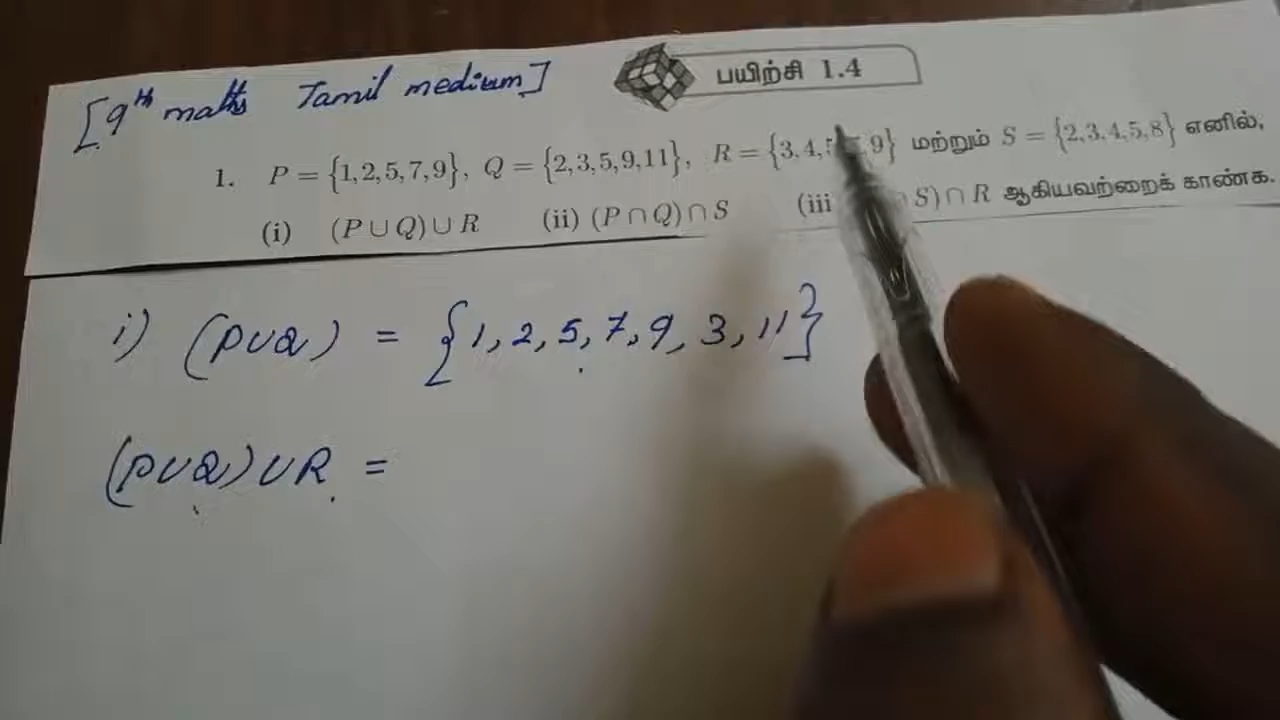 [9th maths Tamil medium]
பயிற்சி 1.4
1. P = {1,2,5,7,9}, Q = {2,3,5,9,11}, R = {3,4,5 ,9} மற்றும் S = {2,3,4,5,8} எனில்,
(i) (P∪Q)∪R (ii) (P∩Q)∩S (iii S)∩R ஆகியவற்றைக் காண்க.
i) (P∪Q) = {1, 2, 5, 7, 9, 3, 11}
(P∪Q)∪R =